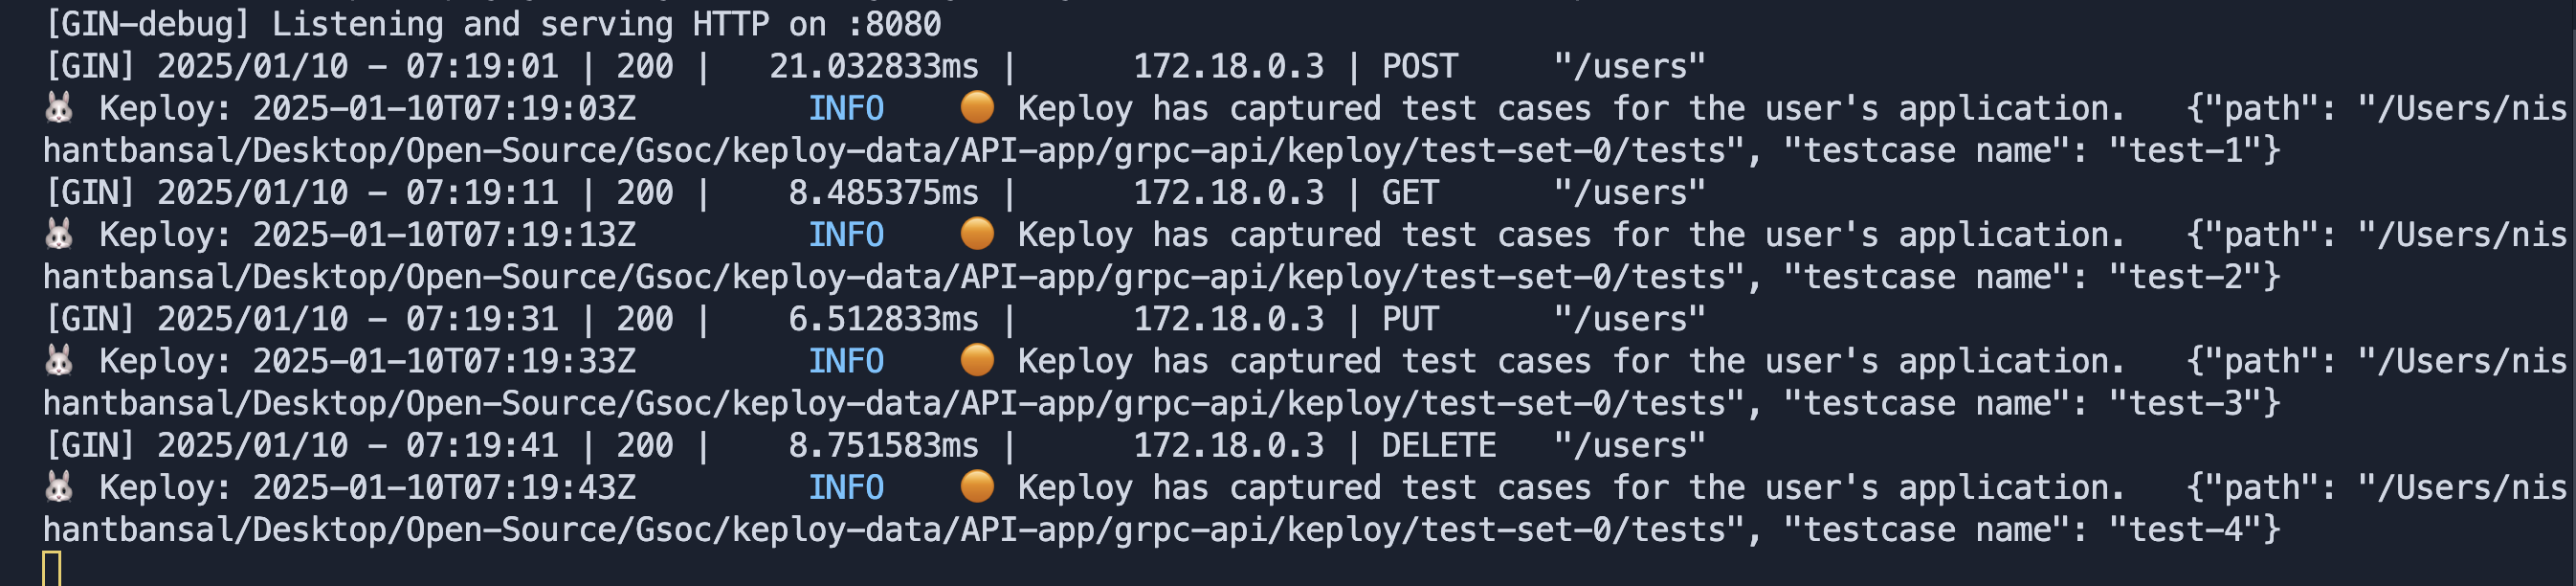 [GIN-debug] Listening and serving HTTP on :8080
[GIN] 2025/01/10 - 07:19:01 | 200 |   21.032833ms |      172.18.0.3 | POST     "/users"
🐰 Keploy: 2025-01-10T07:19:03Z         INFO    🟠 Keploy has captured test cases for the user's application.   {"path": "/Users/nis
hantbansal/Desktop/Open-Source/Gsoc/keploy-data/API-app/grpc-api/keploy/test-set-0/tests", "testcase name": "test-1"}
[GIN] 2025/01/10 - 07:19:11 | 200 |    8.485375ms |      172.18.0.3 | GET      "/users"
🐰 Keploy: 2025-01-10T07:19:13Z         INFO    🟠 Keploy has captured test cases for the user's application.   {"path": "/Users/nis
hantbansal/Desktop/Open-Source/Gsoc/keploy-data/API-app/grpc-api/keploy/test-set-0/tests", "testcase name": "test-2"}
[GIN] 2025/01/10 - 07:19:31 | 200 |    6.512833ms |      172.18.0.3 | PUT      "/users"
🐰 Keploy: 2025-01-10T07:19:33Z         INFO    🟠 Keploy has captured test cases for the user's application.   {"path": "/Users/nis
hantbansal/Desktop/Open-Source/Gsoc/keploy-data/API-app/grpc-api/keploy/test-set-0/tests", "testcase name": "test-3"}
[GIN] 2025/01/10 - 07:19:41 | 200 |    8.751583ms |      172.18.0.3 | DELETE   "/users"
🐰 Keploy: 2025-01-10T07:19:43Z         INFO    🟠 Keploy has captured test cases for the user's application.   {"path": "/Users/nis
hantbansal/Desktop/Open-Source/Gsoc/keploy-data/API-app/grpc-api/keploy/test-set-0/tests", "testcase name": "test-4"}